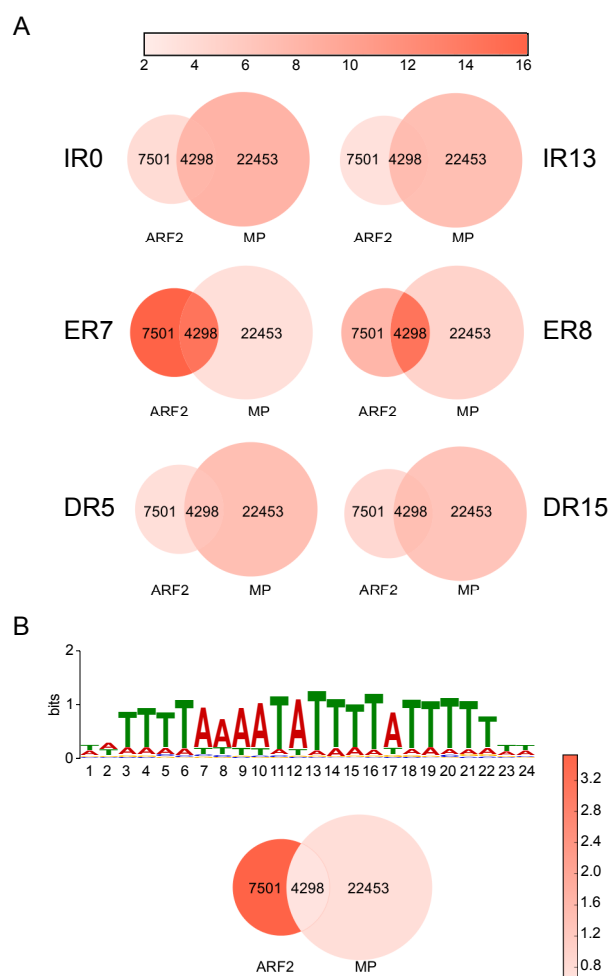 A
2 4 6 8 10 12 14 16
IR0 7501 4298 22453 7501 4298 22453 IR13
ARF2 MP ARF2 MP
ER7 7501 4298 22453 7501 4298 22453 ER8
ARF2 MP ARF2 MP
DR5 7501 4298 22453 7501 4298 22453 DR15
ARF2 MP ARF2 MP
B
2
bits
1
0
TTTTAAAATATTTTATTTTT
1 2 3 4 5 6 7 8 9 10 11 12 13 14 15 16 17 18 19 20 21 22 23 24
3.2
2.8
2.4
2.0
1.6
1.2
0.8
7501 4298 22453
ARF2 MP